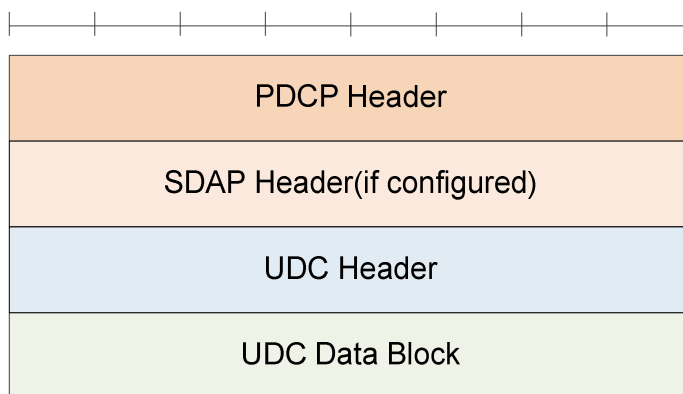 PDCP Header
SDAP Header(if configured)
UDC Header
UDC Data Block